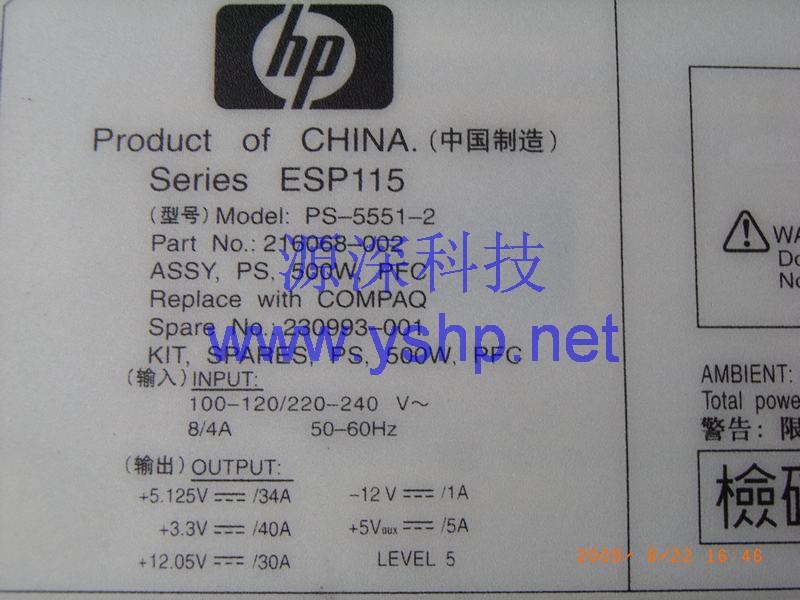 hp
Product of CHINA.(中国制造)
Series ESP115
(型号) Model: PS-5551-2
Part No.: 216068-002
ASSY, PS, 500W, PFC
Replace with COMPAQ
Spare No. 230993-001
KIT, SPARES, PS, 500W, PFC
(输入) INPUT:
100-120/220-240 V~
8/4A 50-60Hz
(输出) OUTPUT:
+5.125V ⎓ /34A -12 V ⎓ /1A
+3.3V ⎓ /40A +5Vaux ⎓ /5A
+12.05V ⎓ /30A LEVEL 5
源深科技
www.yshp.net
WA
Do
No
AMBIENT:
Total powe
警告: 限
檢
2009/ 8/22 16:46